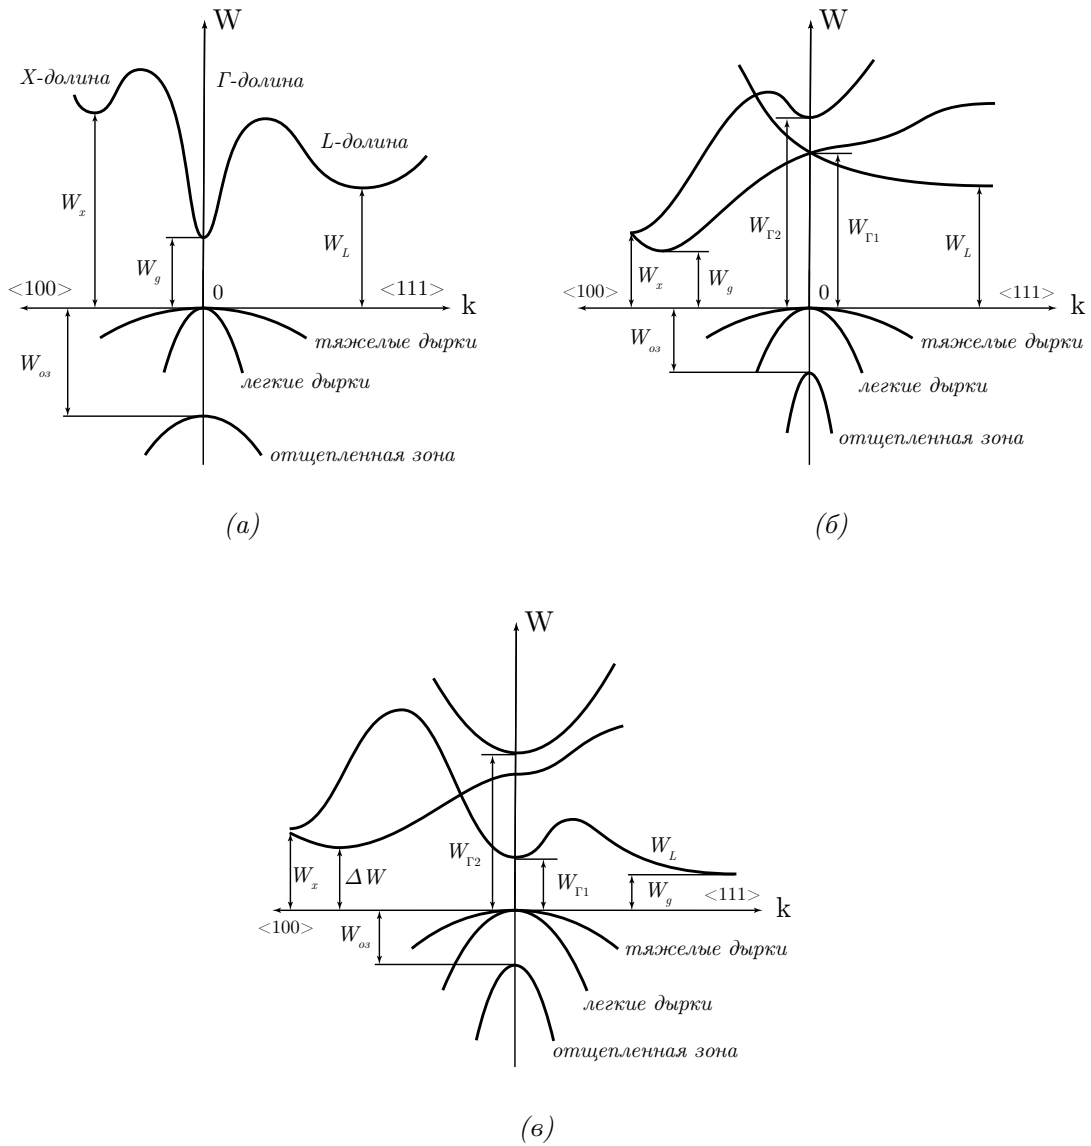 W
X-долина
Г-долина
L-долина
W_x
W_g
W_L
<100>
0
<111>
k
W_оз
тяжелые дырки
легкие дырки
отщепленная зона
(а)
W
W_Г2
W_Г1
W_L
W_x
W_g
<100>
0
<111>
k
W_оз
тяжелые дырки
легкие дырки
отщепленная зона
(б)
W
W_Г2
W_L
W_x
ΔW
W_Г1
W_g
<111>
k
<100>
W_оз
тяжелые дырки
легкие дырки
отщепленная зона
(в)